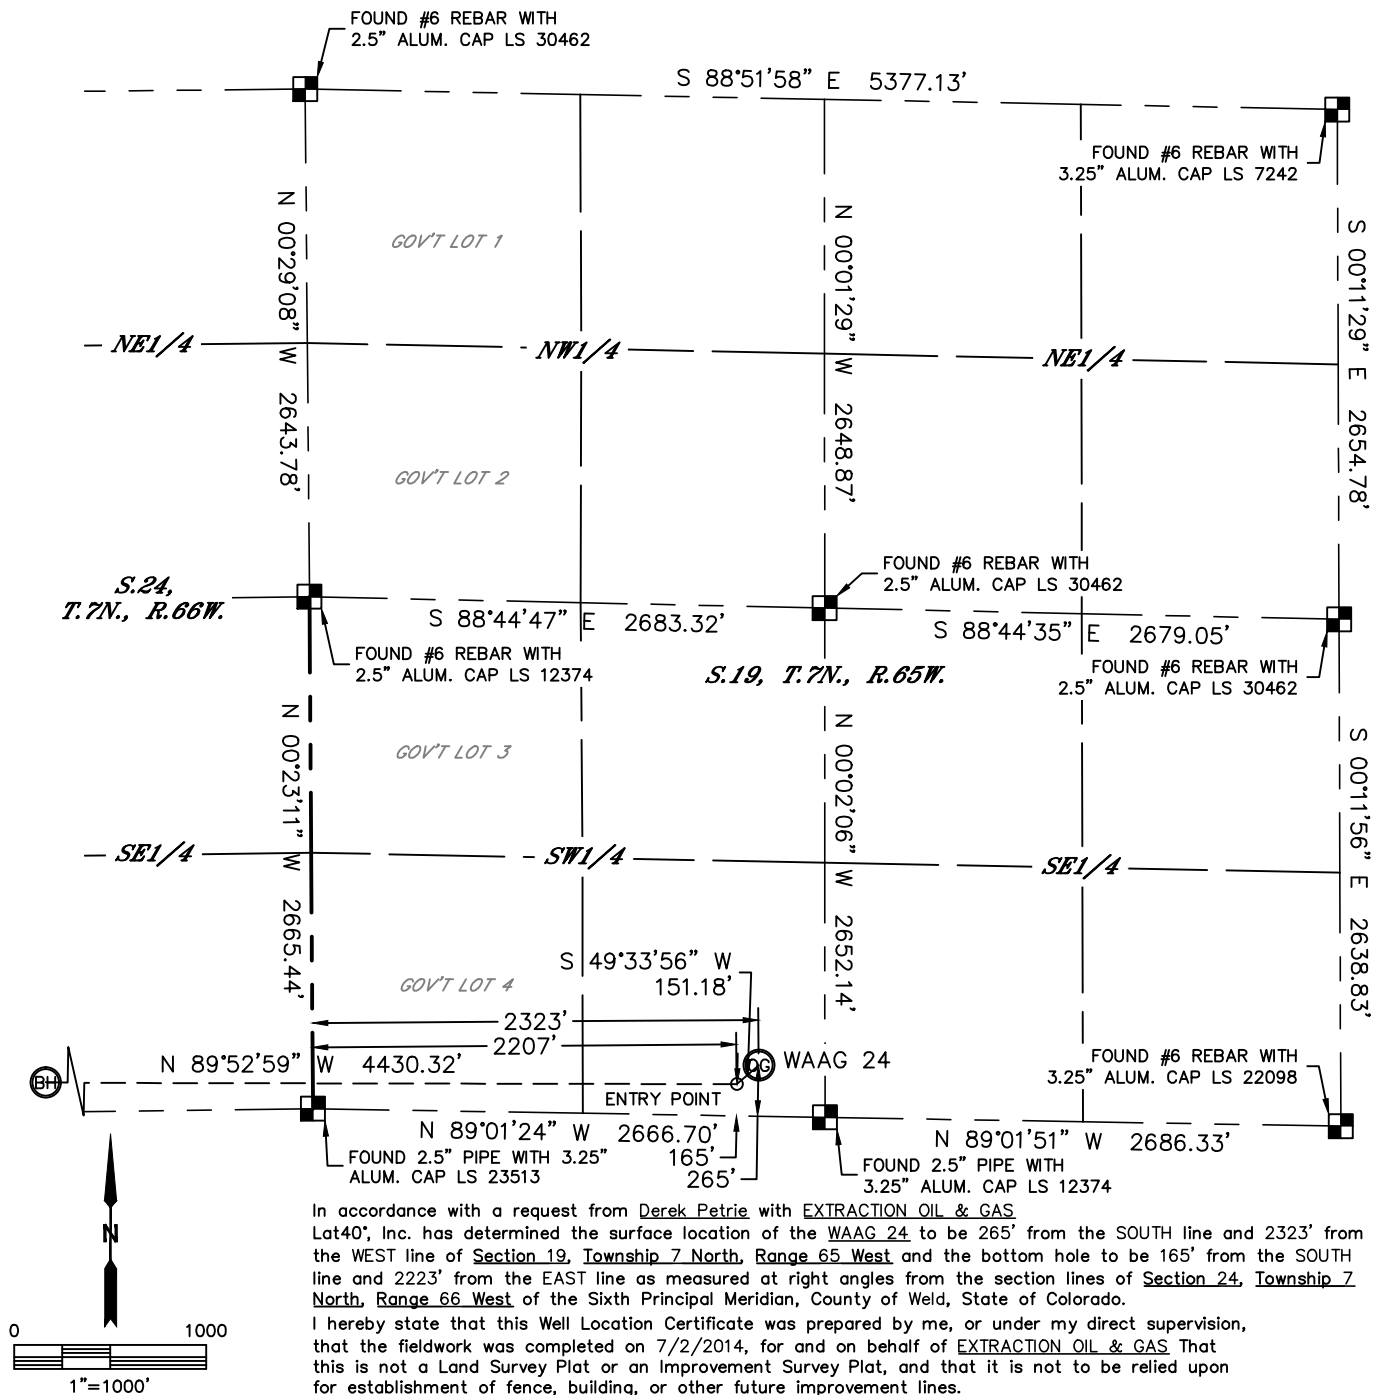 FOUND #6 REBAR WITH
2.5" ALUM. CAP LS 30462
S 88°51'58" E 5377.13'
FOUND #6 REBAR WITH
3.25" ALUM. CAP LS 7242
N 00°29'08" W 2643.78'
GOV'T LOT 1
N 00°01'29" W 2648.87'
S 00°11'29" E 2654.78'
NE1/4
NW1/4
NE1/4
GOV'T LOT 2
S.24,
T.7N., R.66W.
FOUND #6 REBAR WITH
2.5" ALUM. CAP LS 30462
S 88°44'47" E 2683.32'
S 88°44'35" E 2679.05'
FOUND #6 REBAR WITH
2.5" ALUM. CAP LS 12374
S.19, T.7N., R.65W.
FOUND #6 REBAR WITH
2.5" ALUM. CAP LS 30462
N 00°23'11" W 2665.44'
GOV'T LOT 3
N 00°02'06" W 2652.14'
S 00°11'56" E 2638.83'
SE1/4
SW1/4
SE1/4
S 49°33'56" W
151.18'
GOV'T LOT 4
2323'
2207'
N 89°52'59" W 4430.32'
BH
OG
WAAG 24
ENTRY POINT
FOUND #6 REBAR WITH
3.25" ALUM. CAP LS 22098
N 89°01'24" W 2666.70'
N 89°01'51" W 2686.33'
165'
265'
FOUND 2.5" PIPE WITH 3.25"
ALUM. CAP LS 23513
FOUND 2.5" PIPE WITH
3.25" ALUM. CAP LS 12374
N
0 1000
1"=1000'
In accordance with a request from Derek Petrie with EXTRACTION OIL & GAS
Lat40°, Inc. has determined the surface location of the WAAG 24 to be 265' from the SOUTH line and 2323' from
the WEST line of Section 19, Township 7 North, Range 65 West and the bottom hole to be 165' from the SOUTH
line and 2223' from the EAST line as measured at right angles from the section lines of Section 24, Township 7
North, Range 66 West of the Sixth Principal Meridian, County of Weld, State of Colorado.
I hereby state that this Well Location Certificate was prepared by me, or under my direct supervision,
that the fieldwork was completed on 7/2/2014, for and on behalf of EXTRACTION OIL & GAS That
this is not a Land Survey Plat or an Improvement Survey Plat, and that it is not to be relied upon
for establishment of fence, building, or other future improvement lines.